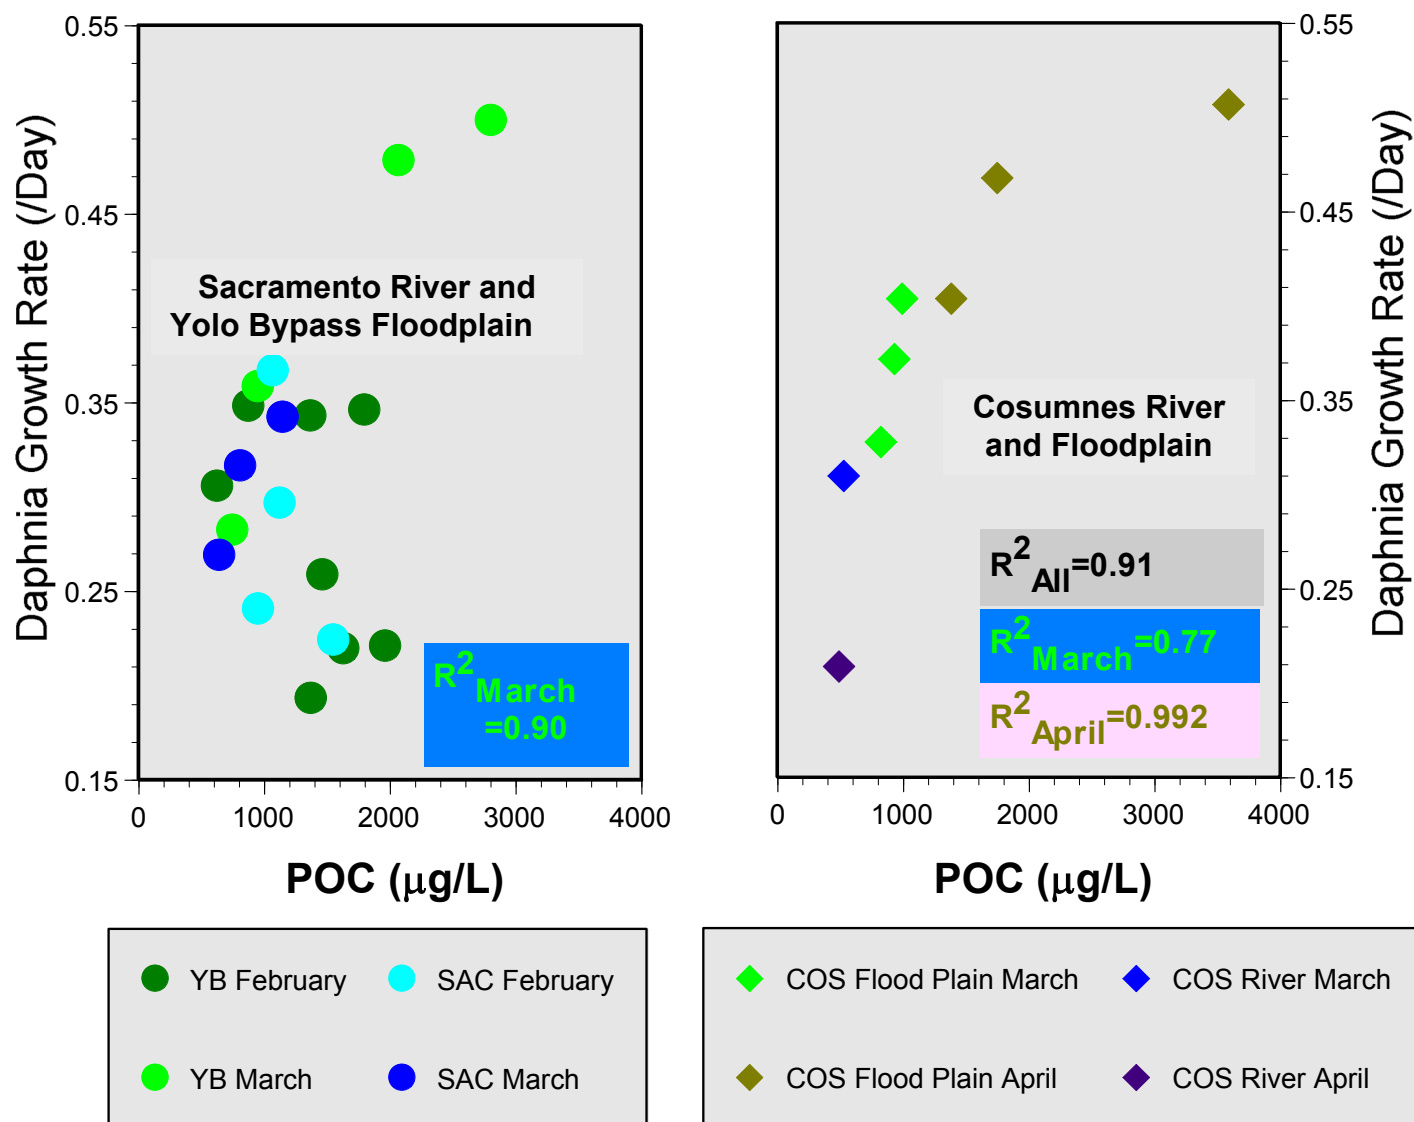 0.55
0.45
0.35
0.25
0.15
Daphnia Growth Rate (/Day)
Sacramento River and
Yolo Bypass Floodplain
R2March
=0.90
0 1000 2000 3000 4000
POC (μg/L)
0.55
0.45
0.35
0.25
0.15
Daphnia Growth Rate (/Day)
Cosumnes River
and Floodplain
R2All=0.91
R2March=0.77
R2April=0.992
0 1000 2000 3000 4000
POC (μg/L)
YB February SAC February
YB March SAC March
COS Flood Plain March COS River March
COS Flood Plain April COS River April